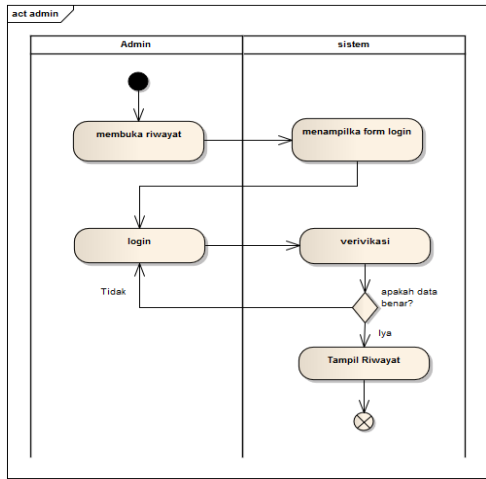 act admin
Admin
sistem
membuka riwayat
menampilka form login
login
verivikasi
Tidak
apakah data
benar?
Iya
Tampil Riwayat